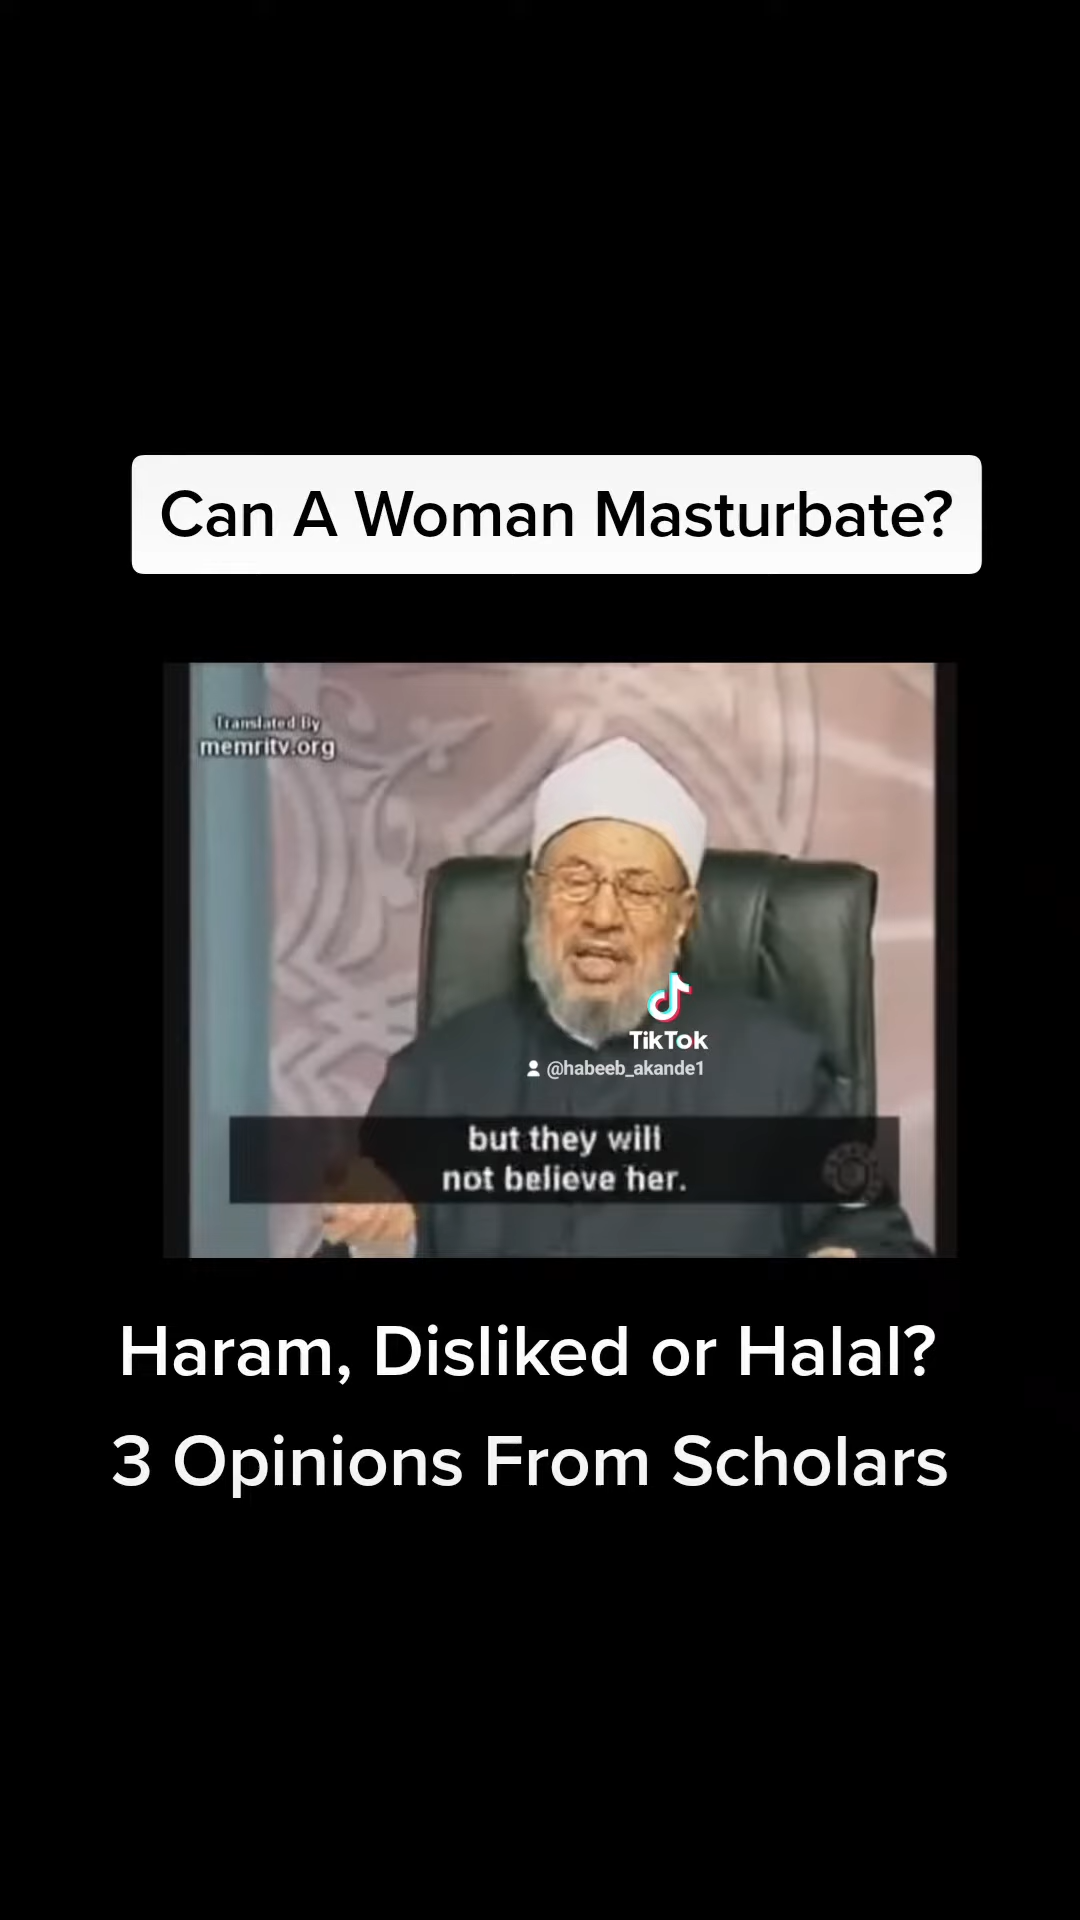 Can A Woman Masturbate?
Translated By
memritv.org
TikTok
@habeeb_akande1
but they will
not believe her.
Haram, Disliked or Halal?
3 Opinions From Scholars